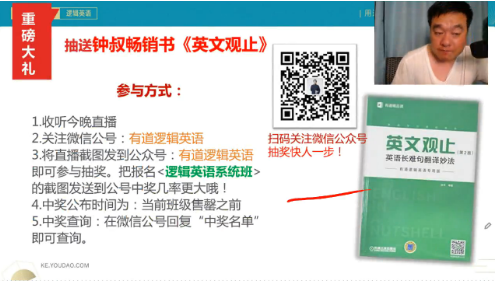 逻辑英语
重磅大礼
抽送钟叔畅销书《英文观止》
参与方式：
1.收听今晚直播
2.关注微信公号：有道逻辑英语
3.将直播截图发到公众号：有道逻辑英语
即可参与抽奖。把报名<逻辑英语系统班>
的截图发送到公号中奖几率更大哦！
4.中奖公布时间为：当前班级售罄之前
5.中奖查询：在微信公号回复“中奖名单”
即可查询。
扫码关注微信公众号
抽奖快人一步！
英文观止
英语长难句翻译妙法
KE.YOUDAO.COM